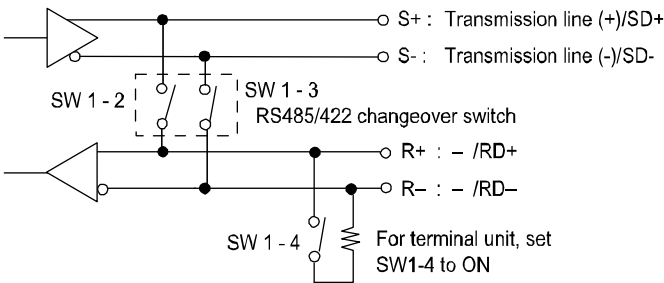 S+ : Transmission line (+)/SD+
S- : Transmission line (-)/SD-
SW 1 - 2
SW 1 - 3
RS485/422 changeover switch
R+ : – /RD+
R– : – /RD–
SW 1 - 4
For terminal unit, set
SW1-4 to ON